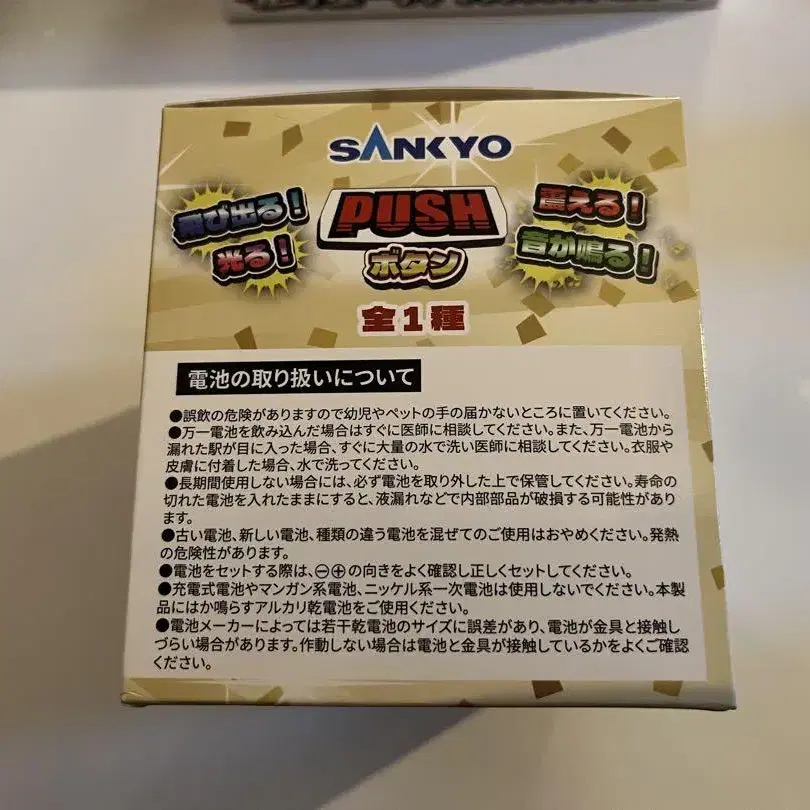 SANKYO
飛び出る!
光る!
PUSH
ボタン
震える!
音が鳴る!
全1種
電池の取り扱いについて
●誤飲の危険がありますので幼児やペットの手の届かないところに置いてください。
●万一電池を飲み込んだ場合はすぐに医師に相談してください。また、万一電池から
漏れた駅が目に入った場合、すぐに大量の水で洗い医師に相談してください。衣服や
皮膚に付着した場合、水で洗ってください。
●長期間使用しない場合には、必ず電池を取り外した上で保管してください。寿命の
切れた電池を入れたままにすると、液漏れなどで内部部品が破損する可能性があり
ます。
●古い電池、新しい電池、種類の違う電池を混ぜてのご使用はおやめください。発熱
の危険性があります。
●電池をセットする際は、⊖⊕の向きをよく確認し正しくセットしてください。
●充電式電池やマンガン系電池、ニッケル系一次電池は使用しないでください。本製
品にはか鳴らすアルカリ乾電池をご使用ください。
●電池メーカーによっては若干乾電池のサイズに誤差があり、電池が金具と接触し
づらい場合があります。作動しない場合は電池と金具が接触しているかをよくご確認
ください。